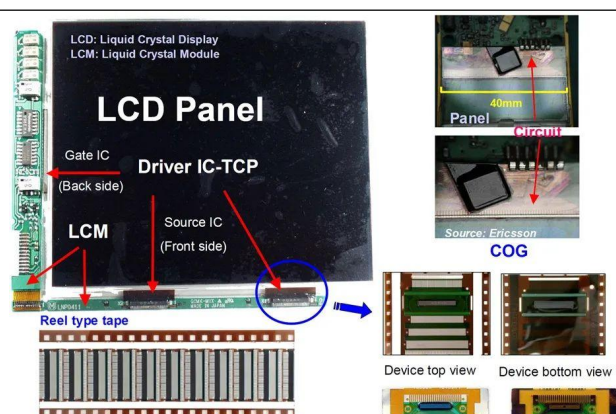 LCD: Liquid Crystal Display
LCM: Liquid Crystal Module
LCD Panel
Gate IC
(Back side)
Driver IC-TCP
Source IC
(Front side)
LCM
LNP0411
MADE IN JAPAN
Reel type tape
40mm
Panel
Circuit
Source: Ericsson
COG
Device top view
Device bottom view